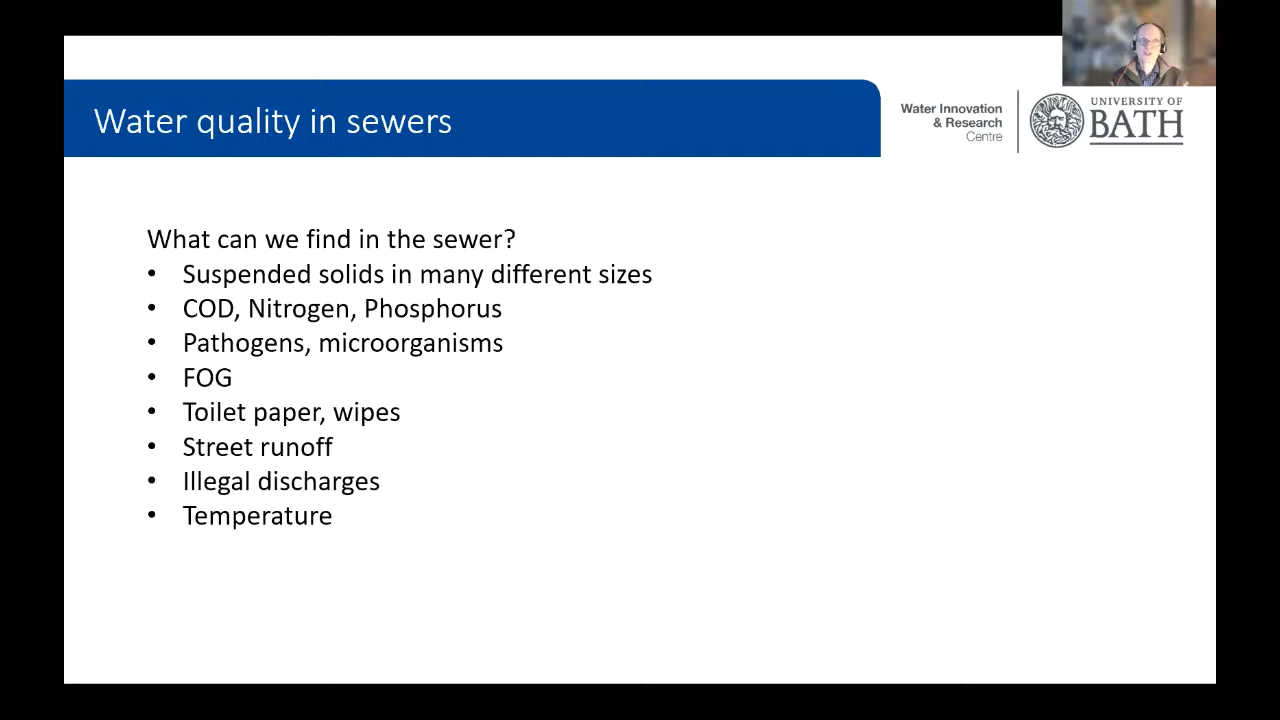 Water quality in sewers
Water Innovation
& Research
Centre
UNIVERSITY OF
BATH
What can we find in the sewer?
• Suspended solids in many different sizes
• COD, Nitrogen, Phosphorus
• Pathogens, microorganisms
• FOG
• Toilet paper, wipes
• Street runoff
• Illegal discharges
• Temperature